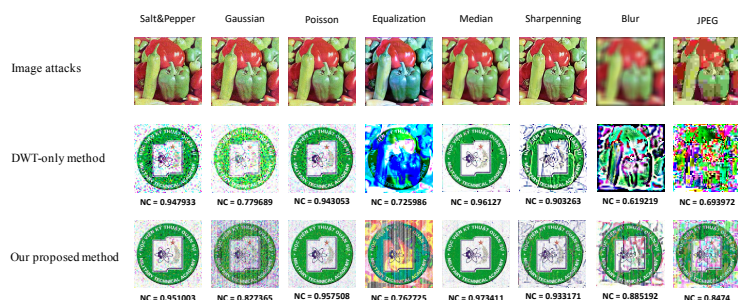 Salt&Pepper Gaussian Poisson Equalization Median Sharpenning Blur JPEG
Image attacks
DWT-only method
NC = 0.947933 NC = 0.779689 NC = 0.943053 NC = 0.725986 NC = 0.96127 NC = 0.903263 NC = 0.619219 NC = 0.693972
Our proposed method
NC = 0.951003 NC = 0.827365 NC = 0.957508 NC = 0.762725 NC = 0.973411 NC = 0.933171 NC = 0.885192 NC = 0.8474